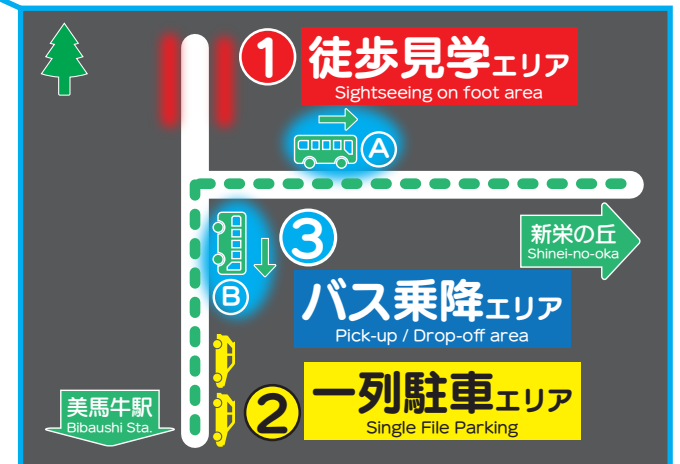 ① 徒歩見学エリア
Sightseeing on foot area
Ⓐ
③
新栄の丘
Shinei-no-oka
Ⓑ
バス乗降エリア
Pick-up / Drop-off area
② 一列駐車エリア
Single File Parking
美馬牛駅
Bibaushi Sta.